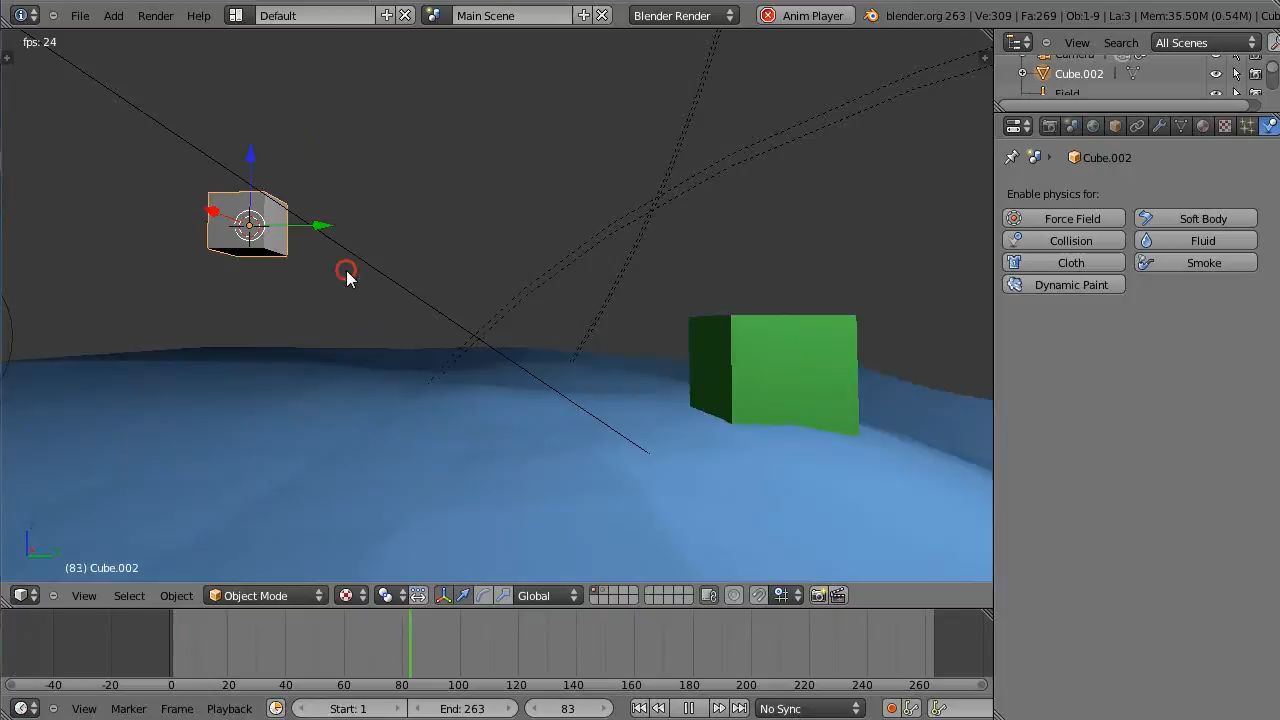 File Add Render Help Default Main Scene Blender Render Anim Player blender.org 263 | Ve:309 | Fa:269 | Ob:1-9 | La:3 | Mem:35.50M (0.54M) | Cub
fps: 24
View Search All Scenes
Camera
Cube.002
Field
Cube.002
Enable physics for:
Force Field Soft Body
Collision Fluid
Cloth Smoke
Dynamic Paint
(83) Cube.002
View Select Object Object Mode Global
-40 -20 0 20 40 60 80 100 120 140 160 180 200 220 240 260
View Marker Frame Playback Start: 1 End: 263 83 No Sync